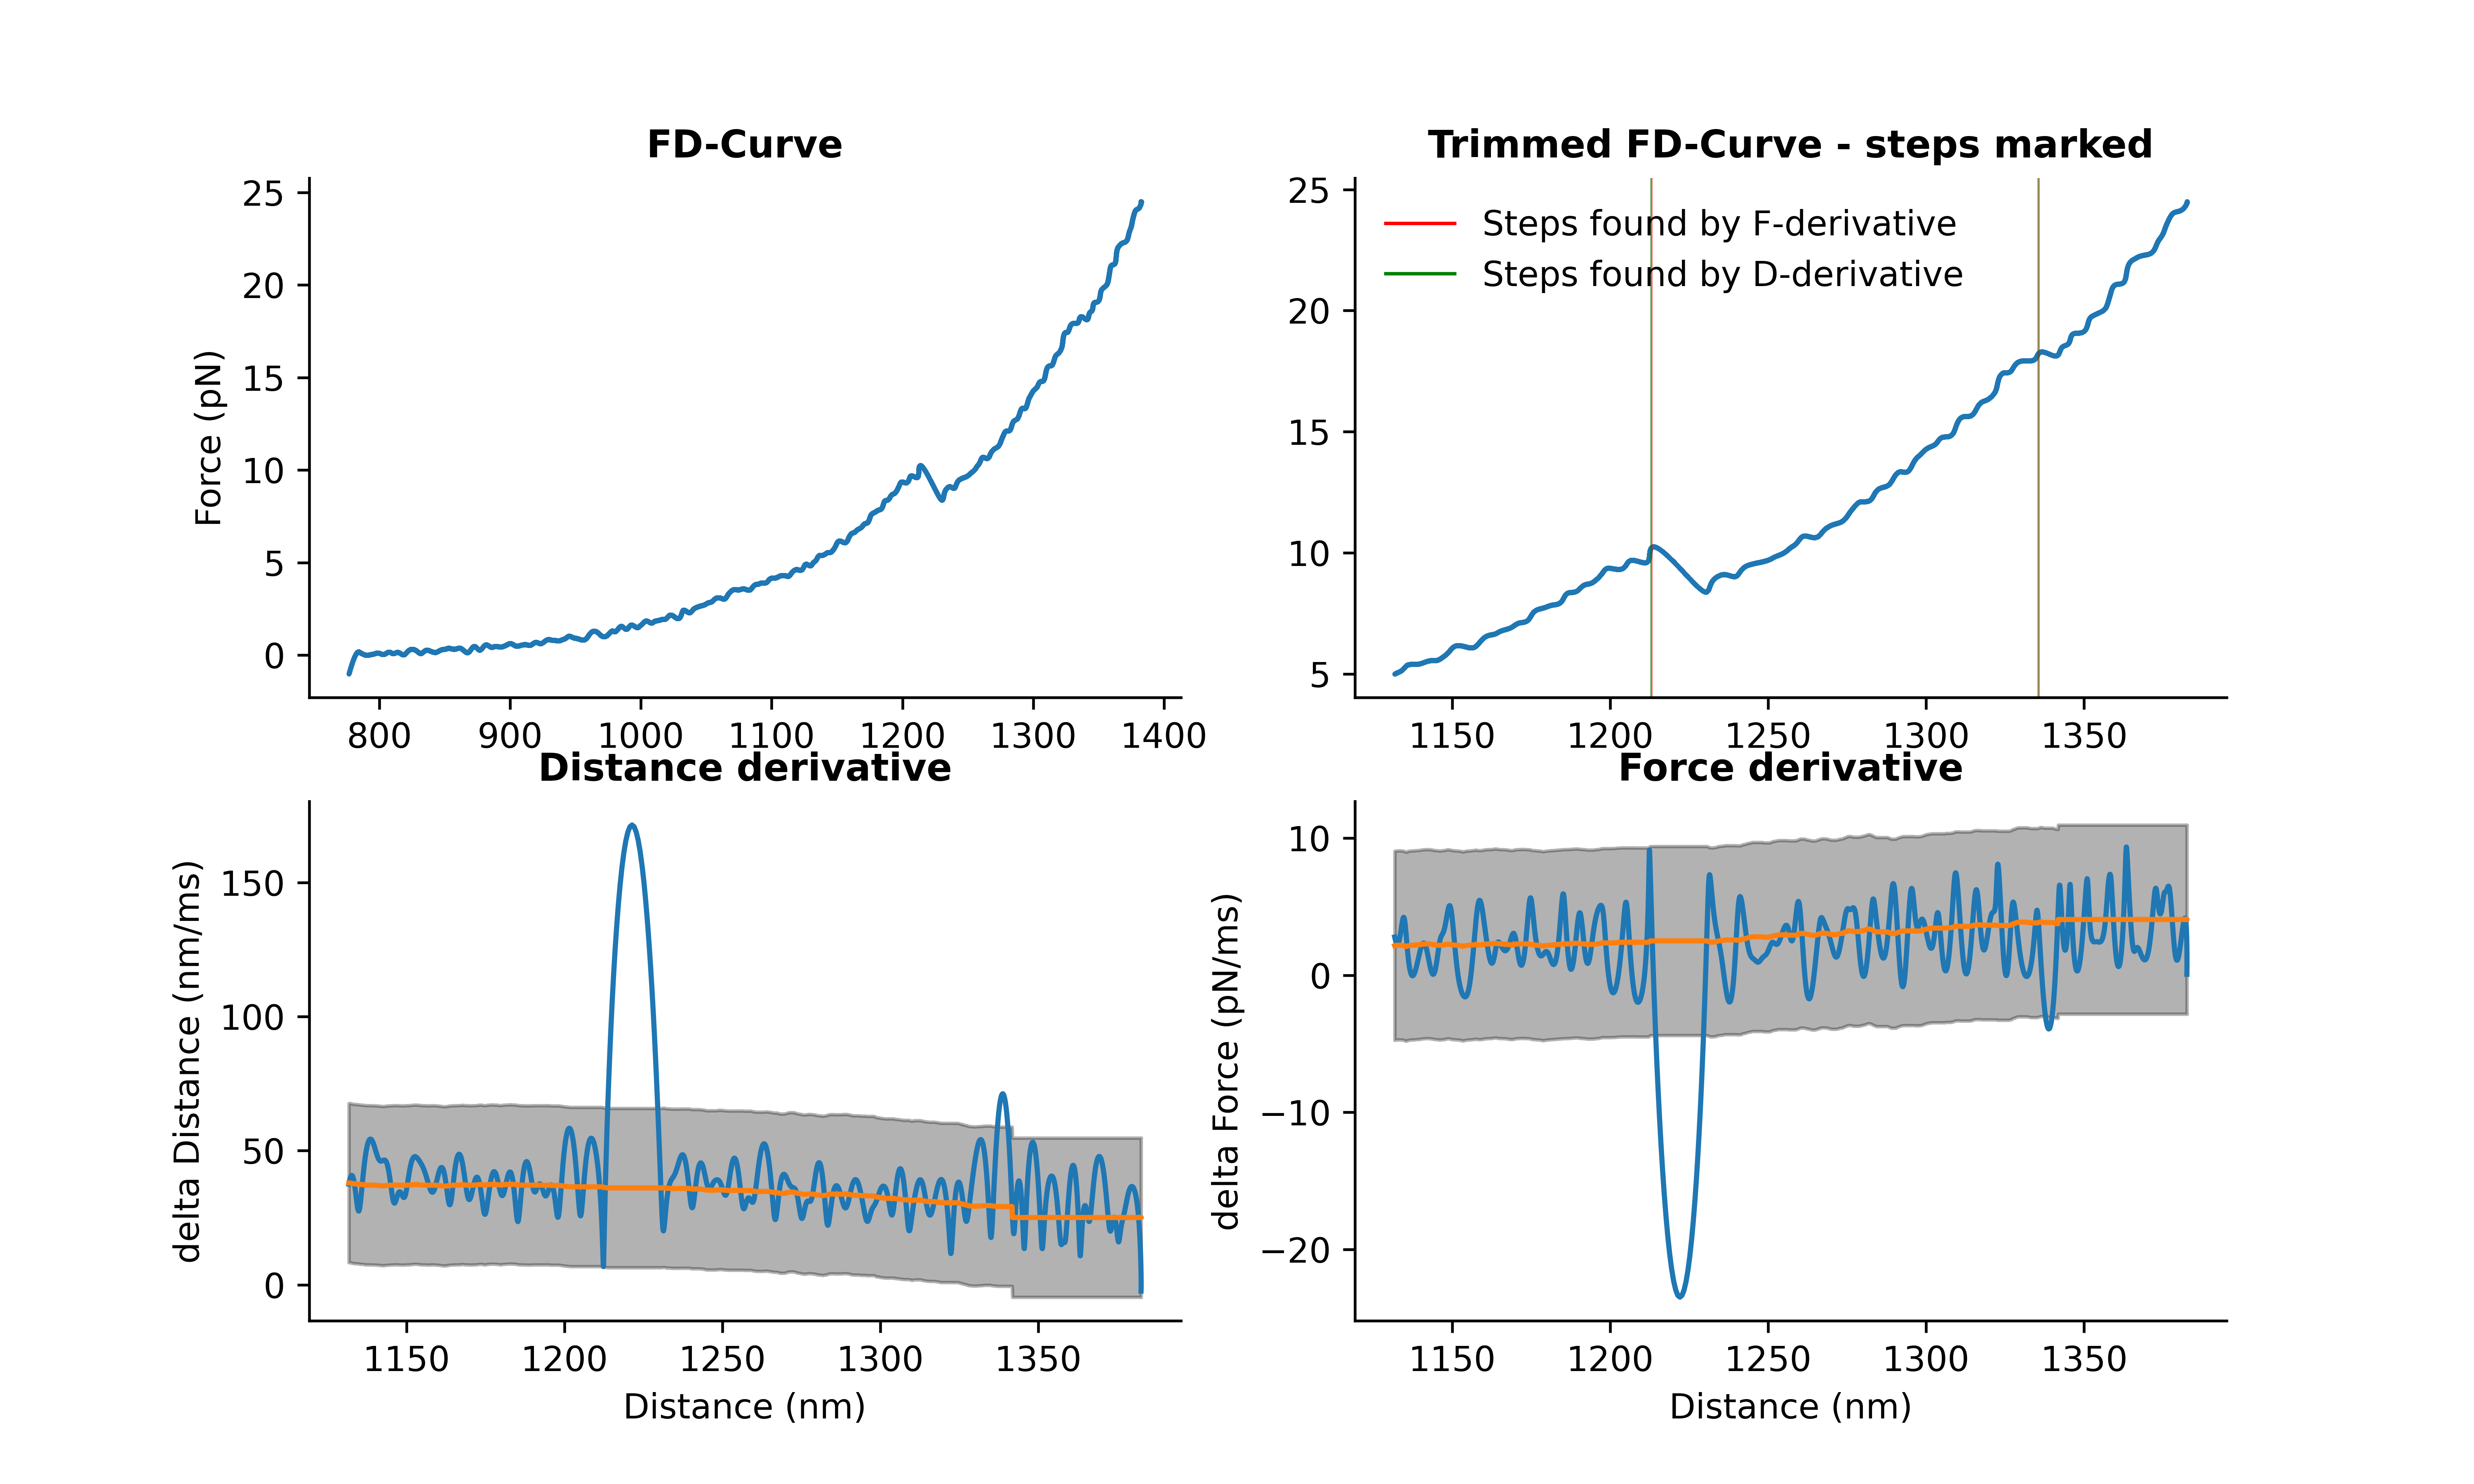 FD-Curve
Force (pN)
25
20
15
10
5
0
800 900 1000 1100 1200 1300 1400
Trimmed FD-Curve - steps marked
Steps found by F-derivative
Steps found by D-derivative
25
20
15
10
5
1150 1200 1250 1300 1350
Distance derivative
delta Distance (nm/ms)
150
100
50
0
1150 1200 1250 1300 1350
Distance (nm)
Force derivative
delta Force (pN/ms)
10
0
−10
−20
1150 1200 1250 1300 1350
Distance (nm)